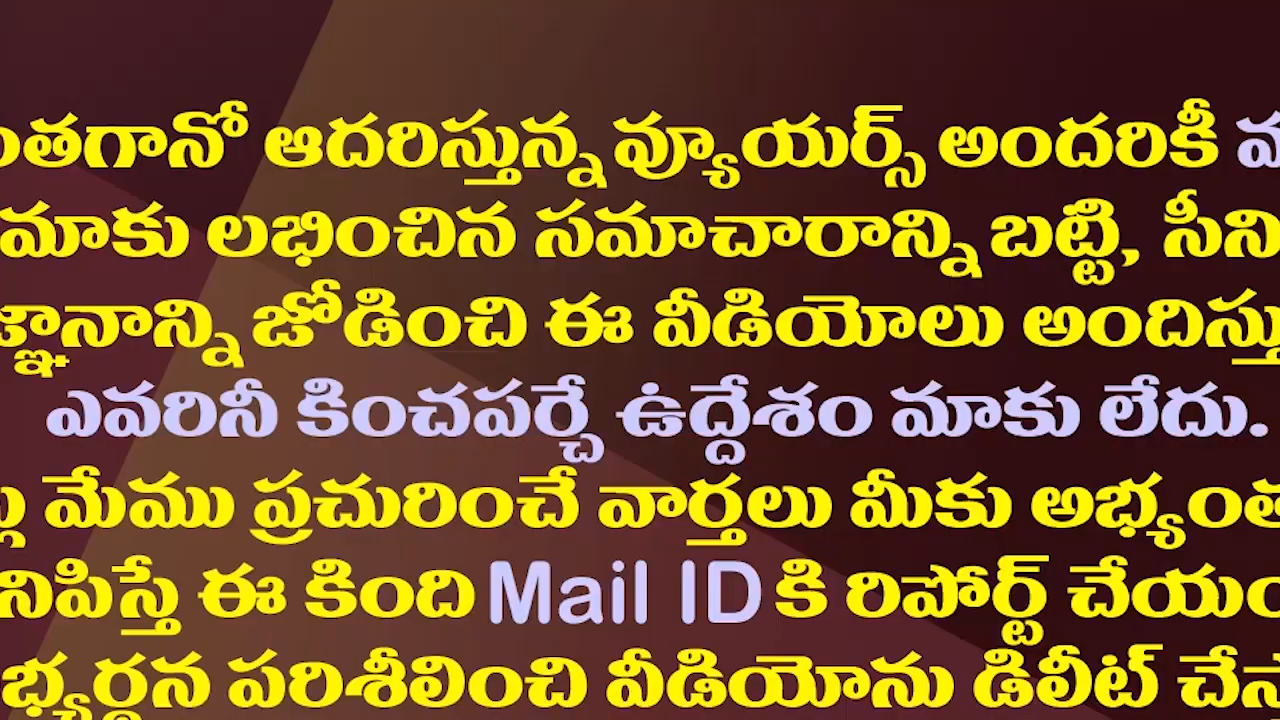 ఆదరిస్తున్న వ్యూయర్స్ అందరికీ
మాకు లభించిన సమాచారాన్ని బట్టి,
జోడించి ఈ వీడియోలు
ఎవరినీ కించపర్చే ఉద్దేశం మాకు లేదు.
మేము ప్రచురించే వార్తలు మీకు
ఈ కింది Mail ID కి రిపోర్ట్
పరిశీలించి వీడియోను డిలీట్